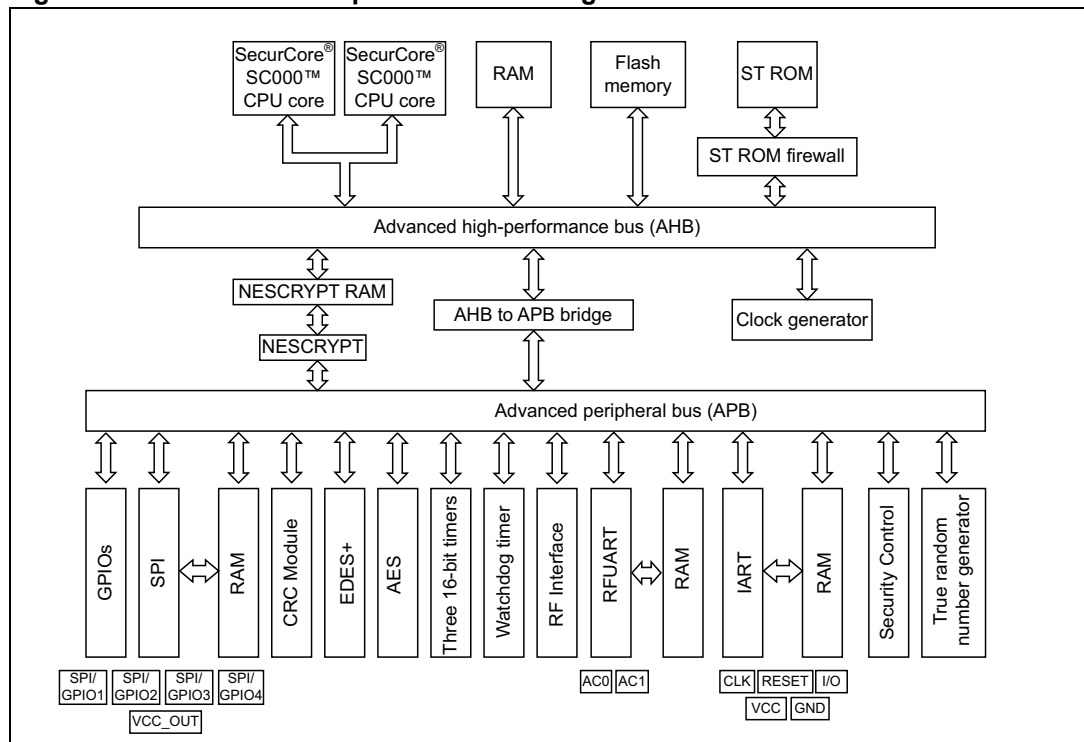 SecurCore®
SC000™
CPU core
SecurCore®
SC000™
CPU core
RAM
Flash
memory
ST ROM
ST ROM firewall
Advanced high-performance bus (AHB)
NESCRYPT RAM
AHB to APB bridge
Clock generator
NESCRYPT
Advanced peripheral bus (APB)
GPIOs
SPI
RAM
CRC Module
EDES+
AES
Three 16-bit timers
Watchdog timer
RF Interface
RFUART
RAM
IART
RAM
Security Control
True random
number generator
SPI/
GPIO1
SPI/
GPIO2
SPI/
GPIO3
SPI/
GPIO4
VCC_OUT
AC0
AC1
CLK
RESET
I/O
VCC
GND